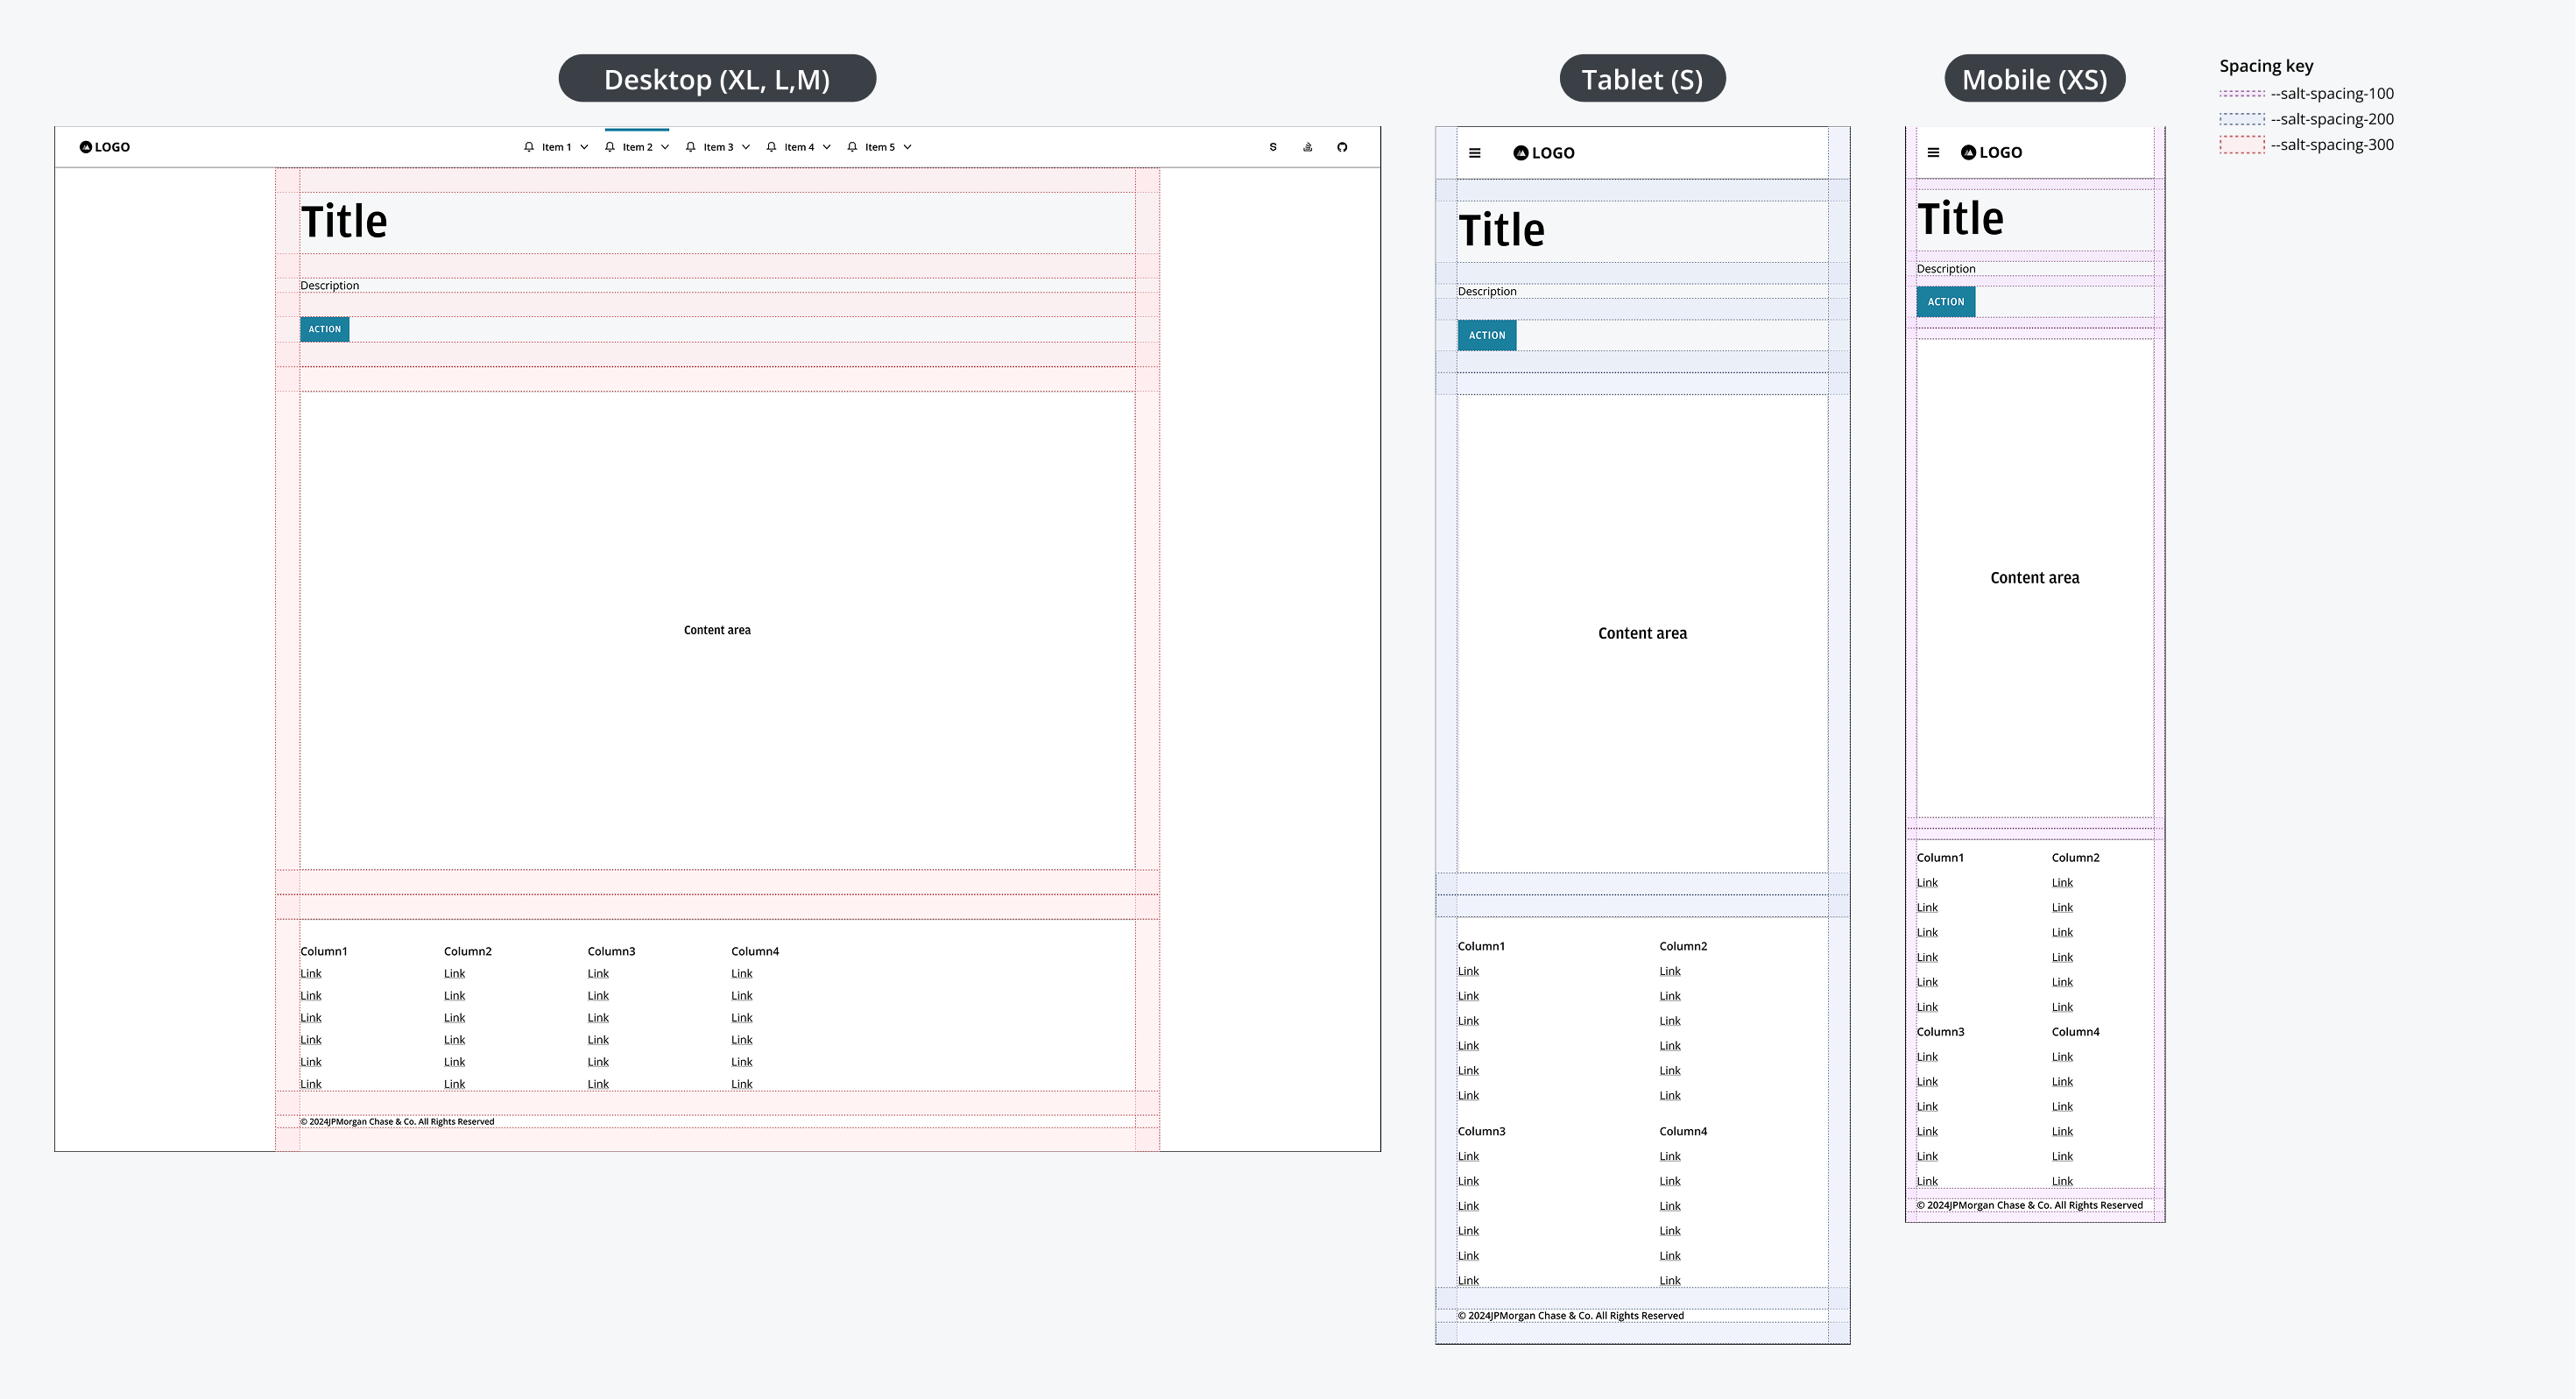 Desktop (XL, L,M)
LOGO
Item 1 Item 2 Item 3 Item 4 Item 5
S
Title
Description
ACTION
Content area
Column1 Column2 Column3 Column4
Link Link Link Link
Link Link Link Link
Link Link Link Link
Link Link Link Link
Link Link Link Link
Link Link Link Link
© 2024JPMorgan Chase & Co. All Rights Reserved
Tablet (S)
LOGO
Title
Description
ACTION
Content area
Column1 Column2
Link Link
Link Link
Link Link
Link Link
Link Link
Link Link
Column3 Column4
Link Link
Link Link
Link Link
Link Link
Link Link
Link Link
© 2024JPMorgan Chase & Co. All Rights Reserved
Mobile (XS)
LOGO
Title
Description
ACTION
Content area
Column1 Column2
Link Link
Link Link
Link Link
Link Link
Link Link
Link Link
Column3 Column4
Link Link
Link Link
Link Link
Link Link
Link Link
Link Link
© 2024JPMorgan Chase & Co. All Rights Reserved
Spacing key
--salt-spacing-100
--salt-spacing-200
--salt-spacing-300